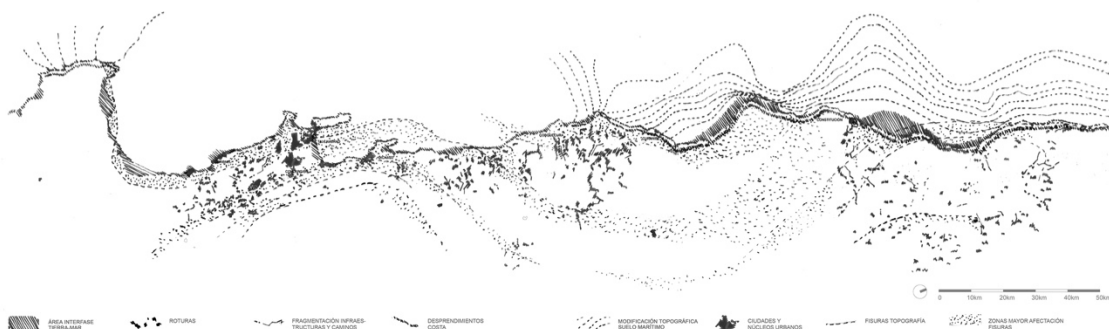 0 10km 20km 30km 40km 50km
ÁREA INTERFASE
TIERRA-MAR
ROTURAS
FRAGMENTACIÓN INFRAES-
TRUCTURAS Y CAMINOS
DESPRENDIMIENTOS
COSTA
MODIFICACIÓN TOPOGRÁFICA
SUELO MARÍTIMO
CIUDADES Y
NÚCLEOS URBANOS
FISURAS TOPOGRAFÍA
ZONAS MAYOR AFECTACIÓN
FISURAS